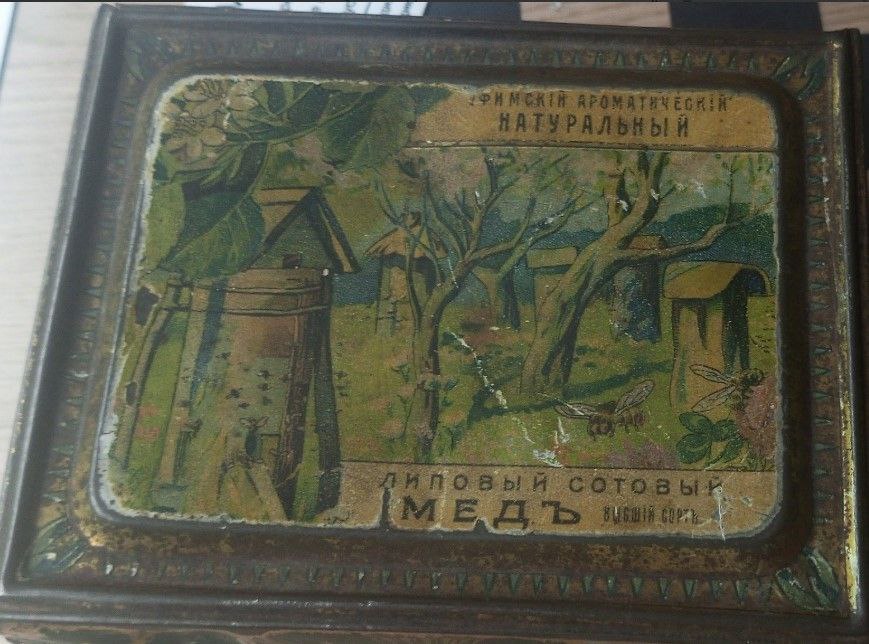 УФИМСКІЙ АРОМАТИЧЕСКІЙ
НАТУРАЛЬНЫЙ
ЛИПОВЫЙ СОТОВЫЙ
МЕДЪ ВЫСШІЙ СОРТЪ